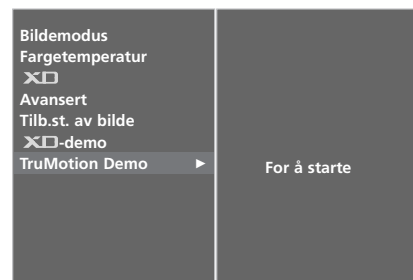 Bildemodus
Fargetemperatur
XD
Avansert
Tilb.st. av bilde
XD-demo
TruMotion Demo ►
For å starte